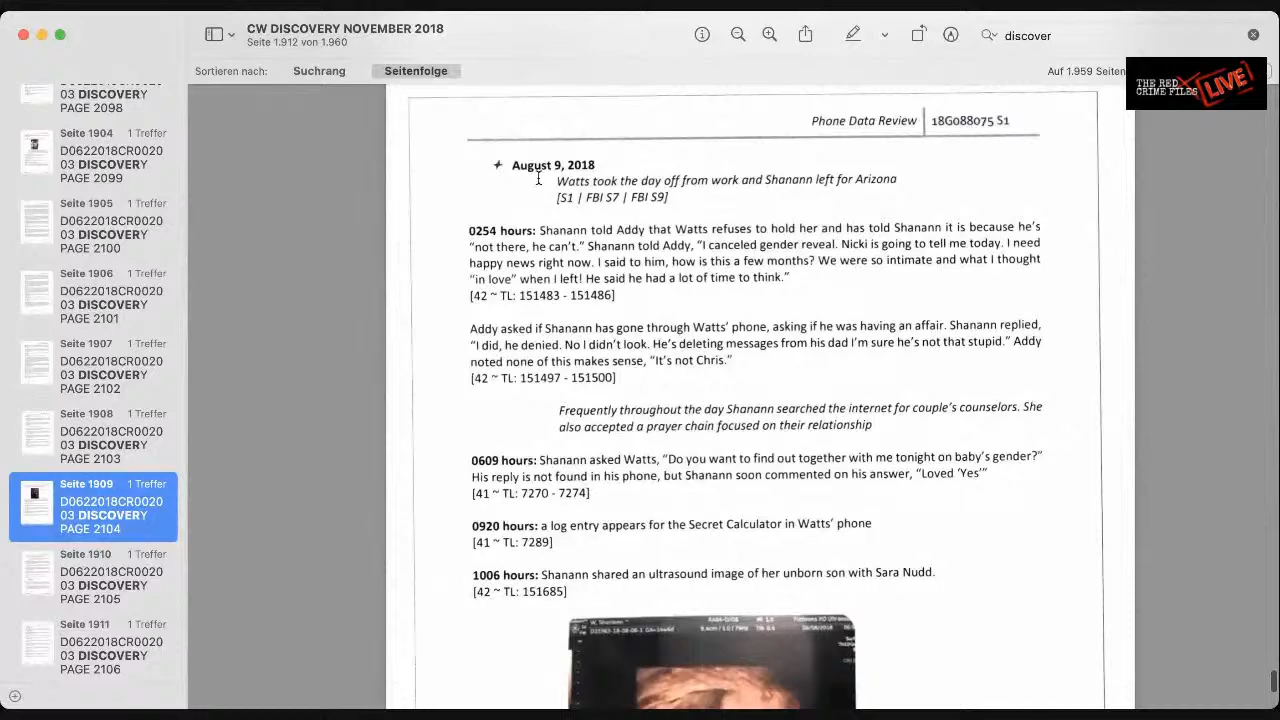 CW DISCOVERY NOVEMBER 2018
Seite 1.912 von 1.960
discover
Sortieren nach:
Suchrang
Seitenfolge
Auf 1.959 Seiten
THE RED
CRIME FILES
LIVE
03 DISCOVERY
PAGE 2098
Seite 1904 1 Treffer
D0622018CR0020
03 DISCOVERY
PAGE 2099
Seite 1905 1 Treffer
D0622018CR0020
03 DISCOVERY
PAGE 2100
Seite 1906 1 Treffer
D0622018CR0020
03 DISCOVERY
PAGE 2101
Seite 1907 1 Treffer
D0622018CR0020
03 DISCOVERY
PAGE 2102
Seite 1908 1 Treffer
D0622018CR0020
03 DISCOVERY
PAGE 2103
Seite 1909 1 Treffer
D0622018CR0020
03 DISCOVERY
PAGE 2104
Seite 1910 1 Treffer
D0622018CR0020
03 DISCOVERY
PAGE 2105
Seite 1911 1 Treffer
D0622018CR0020
03 DISCOVERY
PAGE 2106
Phone Data Review | 18G088075 S1
August 9, 2018
Watts took the day off from work and Shanann left for Arizona
[S1 | FBI S7 | FBI S9]
0254 hours: Shanann told Addy that Watts refuses to hold her and has told Shanann it is because he's
“not there, he can't.” Shanann told Addy, “I canceled gender reveal. Nicki is going to tell me today. I need
happy news right now. I said to him, how is this a few months? We were so intimate and what I thought
“in love” when I left! He said he had a lot of time to think.”
[42 ~ TL: 151483 - 151486]
Addy asked if Shanann has gone through Watts' phone, asking if he was having an affair. Shanann replied,
“I did, he denied. No I didn't look. He's deleting messages from his dad I'm sure he's not that stupid.” Addy
noted none of this makes sense, “It's not Chris.”
[42 ~ TL: 151497 - 151500]
Frequently throughout the day Shanann searched the internet for couple's counselors. She
also accepted a prayer chain focused on their relationship
0609 hours: Shanann asked Watts, “Do you want to find out together with me tonight on baby's gender?”
His reply is not found in his phone, but Shanann soon commented on his answer, “Loved ‘Yes’”
[41 ~ TL: 7270 - 7274]
0920 hours: a log entry appears for the Secret Calculator in Watts' phone
[41 ~ TL: 7289]
1006 hours: Shanann shared an ultrasound image of her unborn son with Sara Nudd.
[42 ~ TL: 151685]